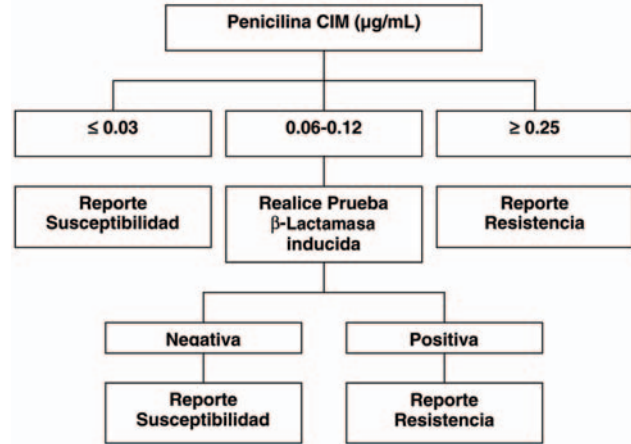 Penicilina CIM (µg/mL)
≤ 0.03
0.06-0.12
≥ 0.25
Reporte
Susceptibilidad
Realice Prueba
β-Lactamasa
inducida
Reporte
Resistencia
Negativa
Positiva
Reporte
Susceptibilidad
Reporte
Resistencia